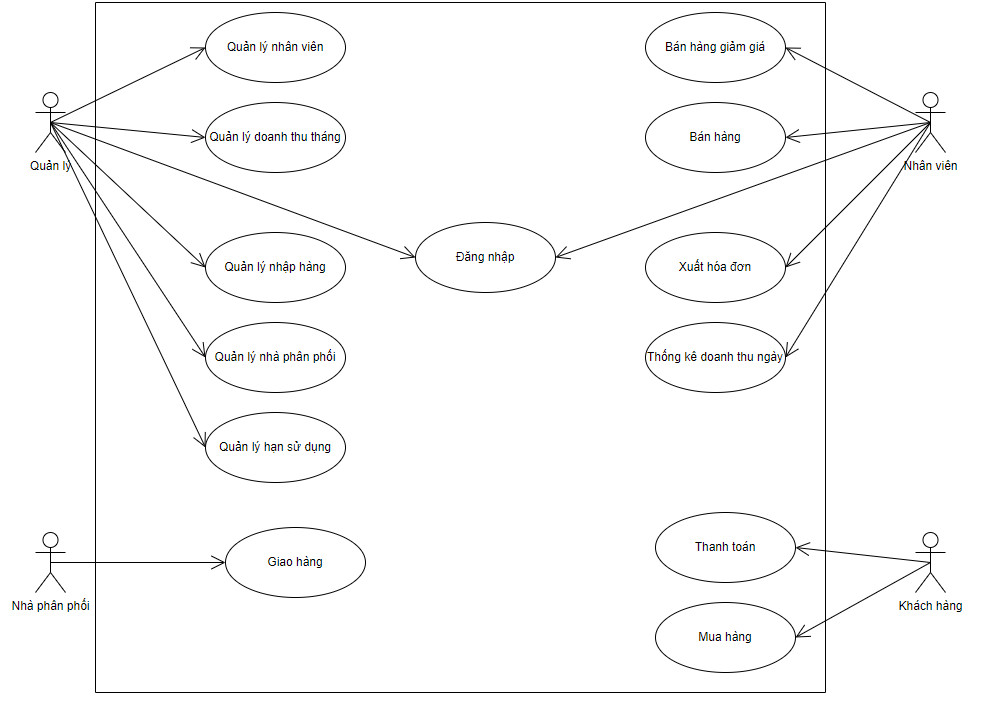 Quản lý nhân viên
Bán hàng giảm giá
Quản lý doanh thu tháng
Bán hàng
Quản lý
Nhân viên
Đăng nhập
Quản lý nhập hàng
Xuất hóa đơn
Quản lý nhà phân phối
Thống kê doanh thu ngày
Quản lý hạn sử dụng
Thanh toán
Giao hàng
Nhà phân phối
Khách hàng
Mua hàng